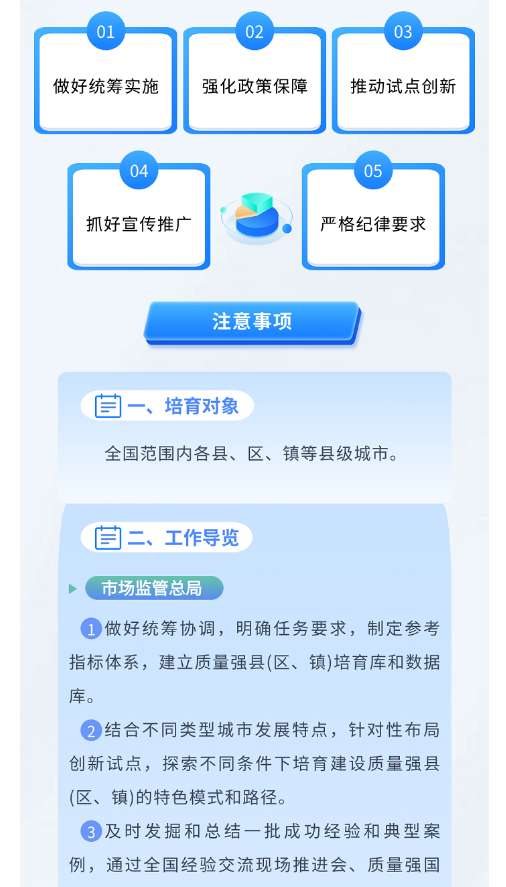 01
02
03
做好统筹实施
强化政策保障
推动试点创新
04
05
抓好宣传推广
严格纪律要求
注意事项
一、培育对象
全国范围内各县、区、镇等县级城市。
二、工作导览
市场监管总局
1做好统筹协调，明确任务要求，制定参考
指标体系，建立质量强县(区、镇)培育库和数据
库。
2结合不同类型城市发展特点，针对性布局
创新试点，探索不同条件下培育建设质量强县
(区、镇)的特色模式和路径。
3及时发掘和总结一批成功经验和典型案
例，通过全国经验交流现场推进会、质量强国